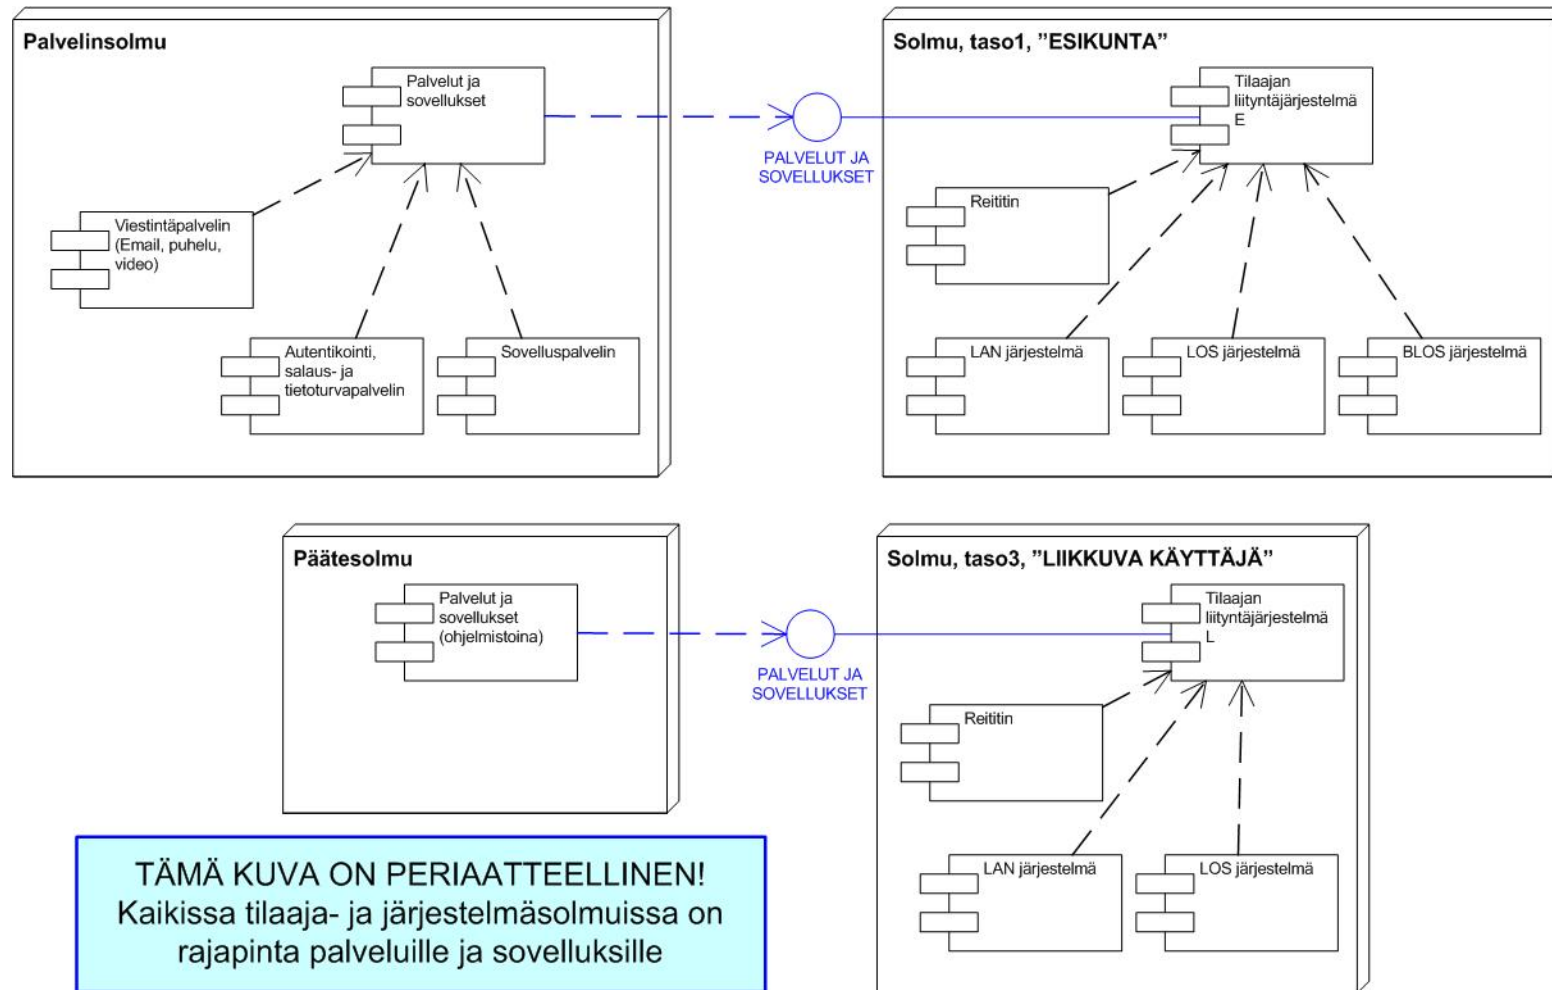 Palvelinsolmu
Palvelut ja
sovellukset
Viestintäpalvelin
(Email, puhelu,
video)
Autentikointi,
salaus- ja
tietoturvapalvelin
Sovelluspalvelin
PALVELUT JA
SOVELLUKSET
Solmu, taso1, ”ESIKUNTA”
Tilaajan
liityntäjärjestelmä
E
Reititin
LAN järjestelmä
LOS järjestelmä
BLOS järjestelmä
Päätesolmu
Palvelut ja
sovellukset
(ohjelmistoina)
PALVELUT JA
SOVELLUKSET
Solmu, taso3, ”LIIKKUVA KÄYTTÄJÄ”
Tilaajan
liityntäjärjestelmä
L
Reititin
LAN järjestelmä
LOS järjestelmä
TÄMÄ KUVA ON PERIAATTEELLINEN!
Kaikissa tilaaja- ja järjestelmäsolmuissa on
rajapinta palveluille ja sovelluksille